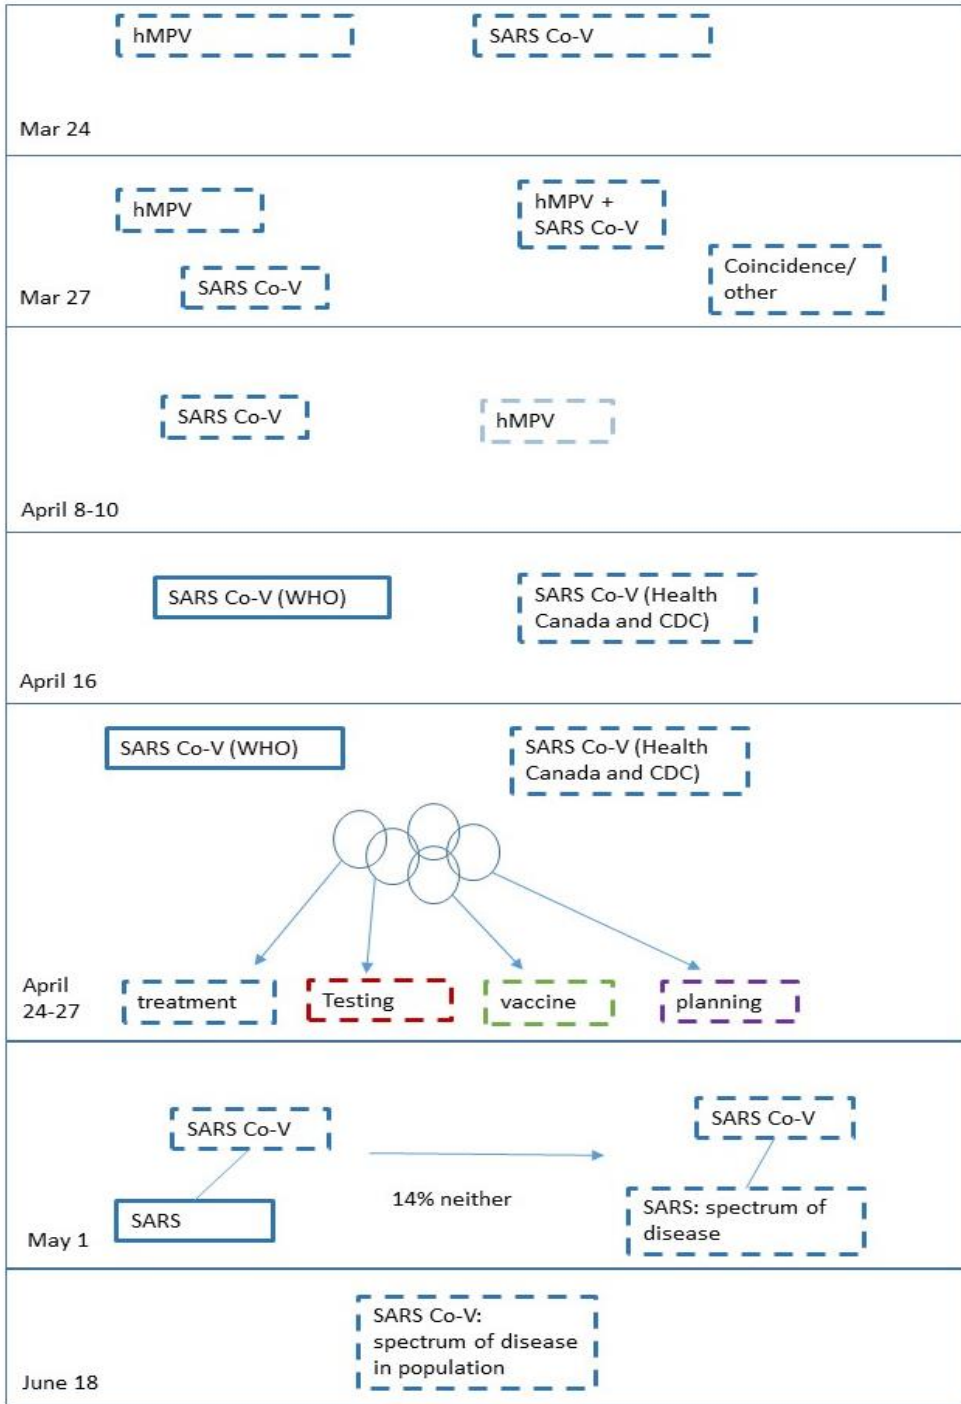 hMPV
SARS Co-V
Mar 24
hMPV
hMPV +
SARS Co-V
SARS Co-V
Coincidence/
other
Mar 27
SARS Co-V
hMPV
April 8-10
SARS Co-V (WHO)
SARS Co-V (Health
Canada and CDC)
April 16
SARS Co-V (WHO)
SARS Co-V (Health
Canada and CDC)
April
24-27
treatment
Testing
vaccine
planning
SARS Co-V
SARS Co-V
14% neither
SARS
SARS: spectrum of
disease
May 1
SARS Co-V:
spectrum of disease
in population
June 18